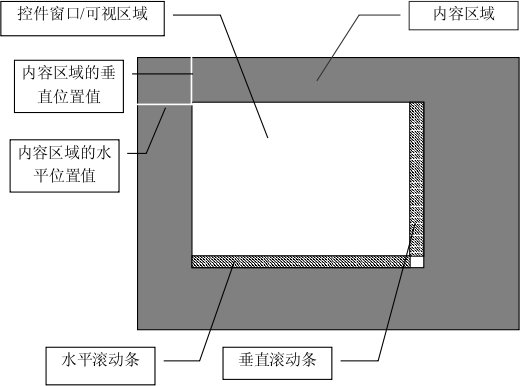 控件窗口/可视区域
内容区域
内容区域的垂
直位置值
内容区域的水
平位置值
水平滚动条
垂直滚动条